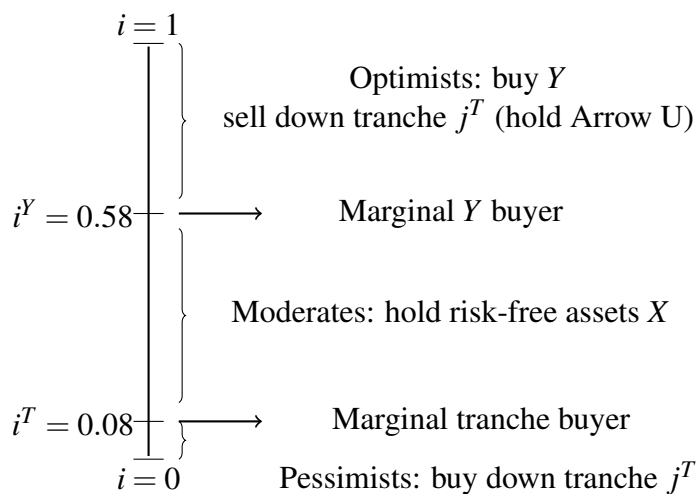 i = 1
Optimists: buy Y
sell down tranche j^T (hold Arrow U)
i^Y = 0.58
Marginal Y buyer
Moderates: hold risk-free assets X
i^T = 0.08
Marginal tranche buyer
i = 0
Pessimists: buy down tranche j^T